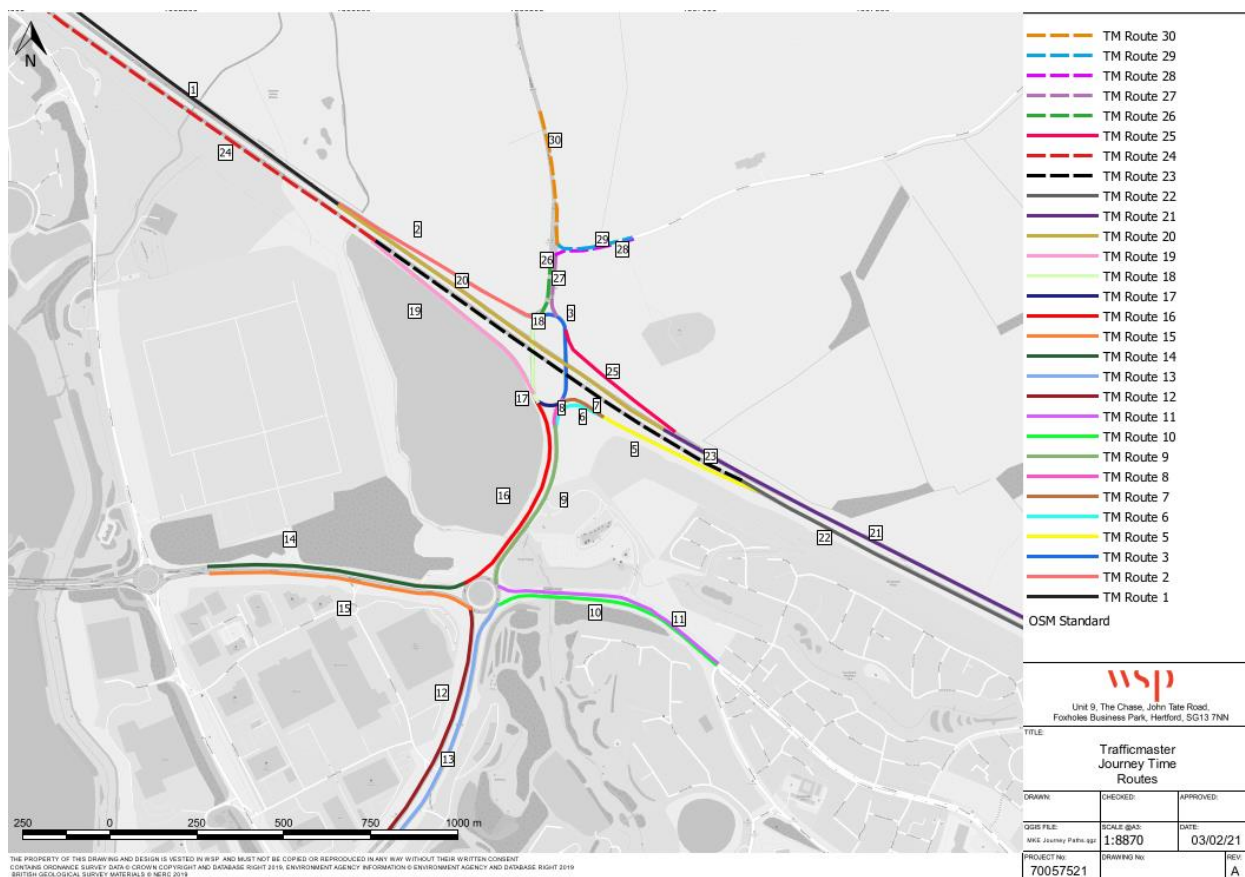 N
1
24
2
30
29
28
26
27
20
19
18
3
25
17
8
7
6
5
23
16
9
21
22
14
15
10
11
12
13
250 0 250 500 750 1000 m
TM Route 30
TM Route 29
TM Route 28
TM Route 27
TM Route 26
TM Route 25
TM Route 24
TM Route 23
TM Route 22
TM Route 21
TM Route 20
TM Route 19
TM Route 18
TM Route 17
TM Route 16
TM Route 15
TM Route 14
TM Route 13
TM Route 12
TM Route 11
TM Route 10
TM Route 9
TM Route 8
TM Route 7
TM Route 6
TM Route 5
TM Route 3
TM Route 2
TM Route 1
OSM Standard
wsp
Unit 9, The Chase, John Tate Road,
Foxholes Business Park, Hertford, SG13 7NN
TITLE:
Trafficmaster
Journey Time
Routes
DRAWN: CHECKED: APPROVED:
QGIS FILE: SCALE @A3: DATE:
MKE Journey Paths.qgz 1:8870 03/02/21
PROJECT No: DRAWING No: REV:
70057521 A
THE PROPERTY OF THIS DRAWING AND DESIGN IS VESTED IN WSP AND MUST NOT BE COPIED OR REPRODUCED IN ANY WAY WITHOUT THEIR WRITTEN CONSENT
CONTAINS ORDNANCE SURVEY DATA © CROWN COPYRIGHT AND DATABASE RIGHT 2019, ENVIRONMENT AGENCY INFORMATION © ENVIRONMENT AGENCY AND DATABASE RIGHT 2019
BRITISH GEOLOGICAL SURVEY MATERIALS © NERC 2019